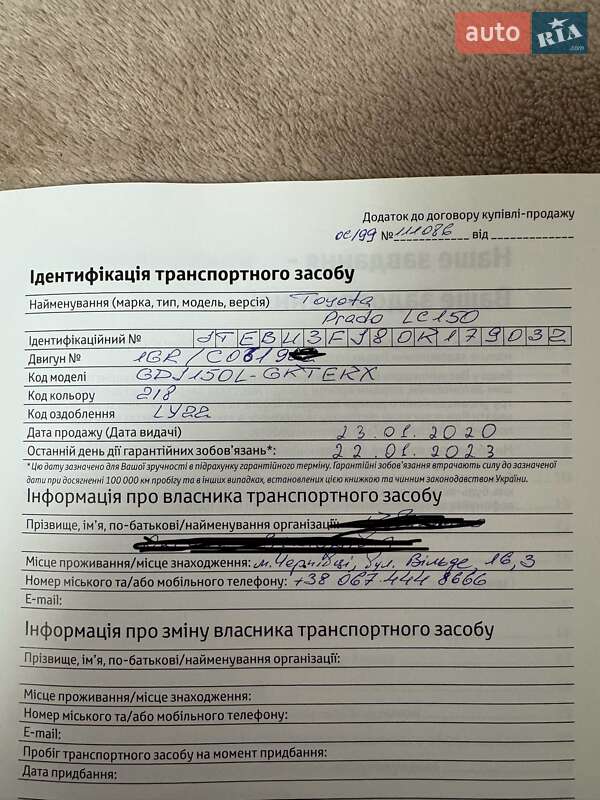 auto RIA.com
Додаток до договору купівлі-продажу
ОС/99 № 111086 від
Ідентифікація транспортного засобу
Найменування (марка, тип, модель, версія) Toyota
Prado LC150
Ідентифікаційний № JTEBU3FJ80K179032
Двигун № 1GR/
Код моделі GDJ150L-GKTEKX
Код кольору 218
Код оздоблення LY22
Дата продажу (Дата видачі) 23.01.2020
Останній день дії гарантійних зобов'язань*: 22.01.2023
*Цю дату зазначено для Вашої зручності в підрахунку гарантійного терміну. Гарантійні зобов'язання втрачають силу до зазначеної
дати при досягненні 100 000 км пробігу та в інших випадках, встановлених цією книжкою та чинним законодавством України.
Інформація про власника транспортного засобу
Прізвище, ім'я, по-батькові/найменування організації:
Місце проживання/місце знаходження: м. Чернівці, вул. Вільде, 16, 3
Номер міського та/або мобільного телефону: +38 067 444 8666
E-mail:
Інформація про зміну власника транспортного засобу
Прізвище, ім'я, по-батькові/найменування організації:
Місце проживання/місце знаходження:
Номер міського та/або мобільного телефону:
E-mail:
Пробіг транспортного засобу на момент придбання:
Дата придбання: